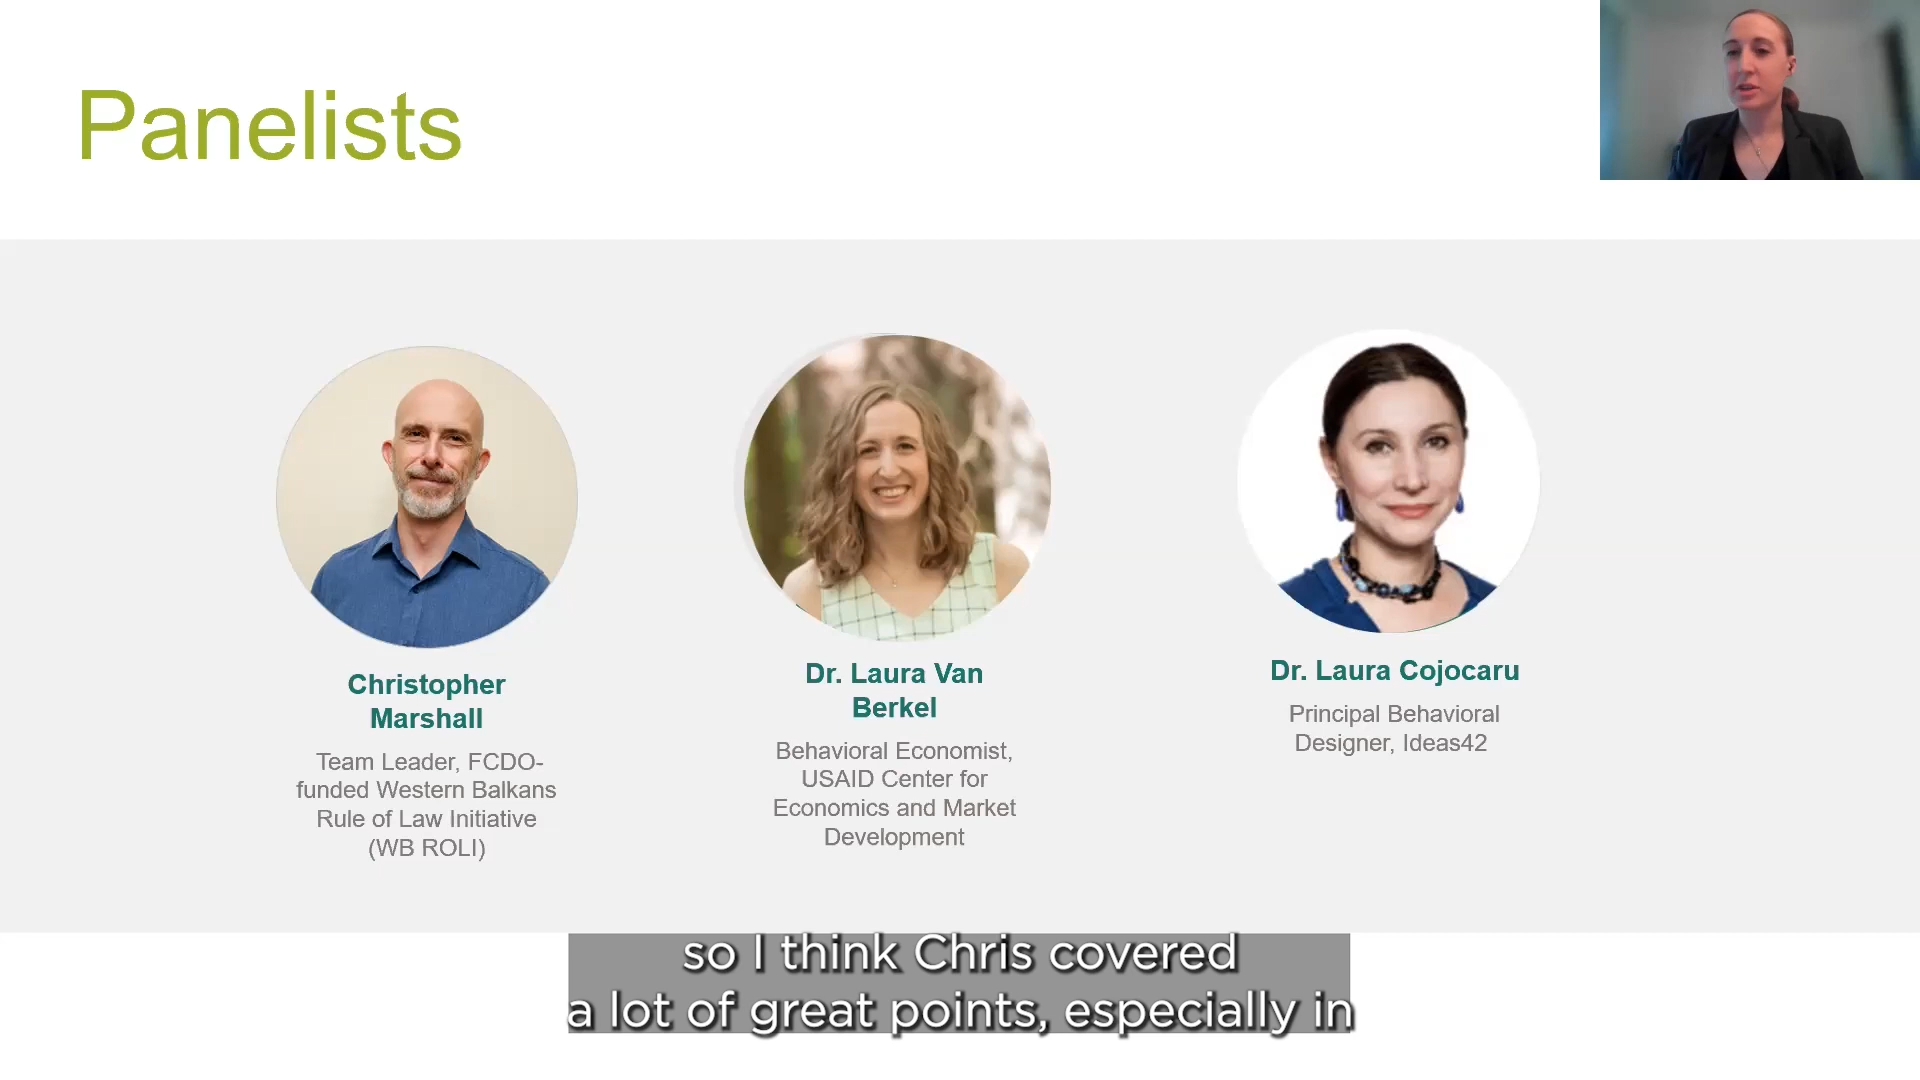 Panelists
Christopher
Marshall
Team Leader, FCDO-
funded Western Balkans
Rule of Law Initiative
(WB ROLI)
Dr. Laura Van
Berkel
Behavioral Economist,
USAID Center for
Economics and Market
Development
Dr. Laura Cojocaru
Principal Behavioral
Designer, Ideas42
so I think Chris covered
a lot of great points, especially in